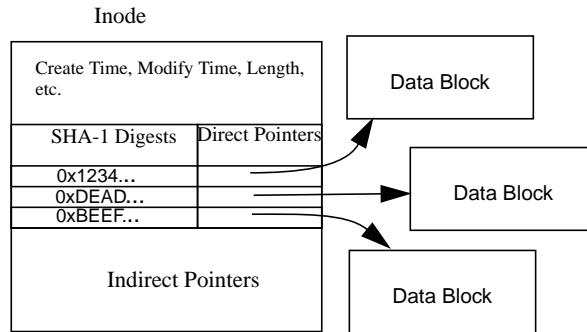 Inode
Create Time, Modify Time, Length,
etc.
SHA-1 Digests
Direct Pointers
0x1234...
0xDEAD...
0xBEEF...
Indirect Pointers
Data Block
Data Block
Data Block